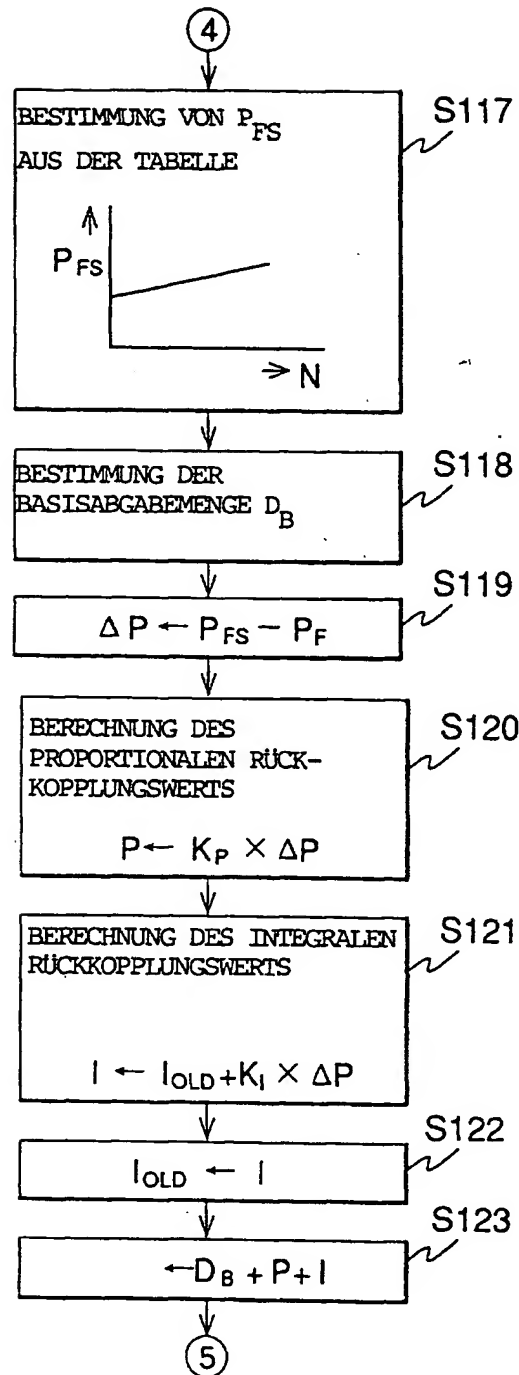 4
BESTIMMUNG VON P_FS
S117
AUS DER TABELLE
P_FS
→ N
BESTIMMUNG DER
S118
BASISABGABEMENGE D_B
S119
Δ P ← P_FS − P_F
BERECHNUNG DES
S120
PROPORTIONALEN RÜCK-
KOPPLUNGSWERTS
P ← K_P × ΔP
BERECHNUNG DES INTEGRALEN
S121
RÜCKKOPPLUNGSWERTS
I ← I_OLD + K_I × ΔP
S122
I_OLD ← I
S123
← D_B + P + I
5